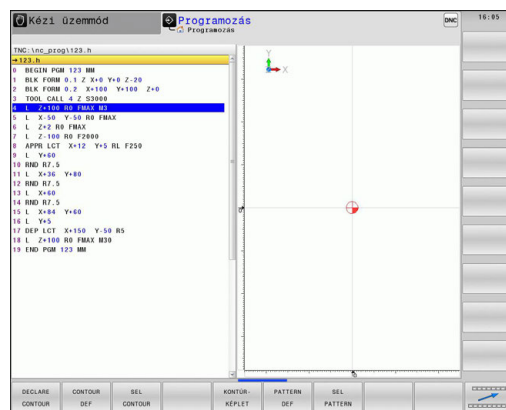 Kézi üzemmód
Programozás
Programozás
DNC
16:05
TNC:\nc_prog\123.h
→123.h
0 BEGIN PGM 123 MM
1 BLK FORM 0.1 Z X+0 Y+0 Z-20
2 BLK FORM 0.2 X+100 Y+100 Z+0
3 TOOL CALL 4 Z S3000
4 L Z+100 R0 FMAX M3
5 L X-50 Y-50 R0 FMAX
6 L Z+2 R0 FMAX
7 L Z-100 R0 F2000
8 APPR LCT X+12 Y+5 RL F250
9 L Y+60
10 RND R7.5
11 L X+36 Y+80
12 RND R7.5
13 L X+60
14 RND R7.5
15 L X+84 Y+60
16 L Y+5
17 DEP LCT X+150 Y-50 R5
18 L Z+100 R0 FMAX M30
19 END PGM 123 MM
Y
X
DECLARE CONTOUR
CONTOUR DEF
SEL CONTOUR
KONTÚR-KÉPLET
PATTERN DEF
SEL PATTERN